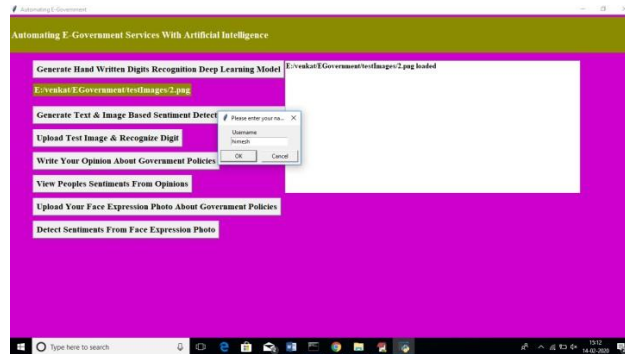 Automating E-Government
Automating E-Government Services With Artificial Intelligence
Generate Hand Written Digits Recognition Deep Learning Model
E:/venkat/EGovernment/testImages/2.png loaded
E:/venkat/EGovernment/testImages/2.png
Generate Text & Image Based Sentiment Detect
Please enter your na...
Username
himesh
OK Cancel
Upload Test Image & Recognize Digit
Write Your Opinion About Government Policies
View Peoples Sentiments From Opinions
Upload Your Face Expression Photo About Government Policies
Detect Sentiments From Face Expression Photo
Type here to search
15:12
14-02-2020